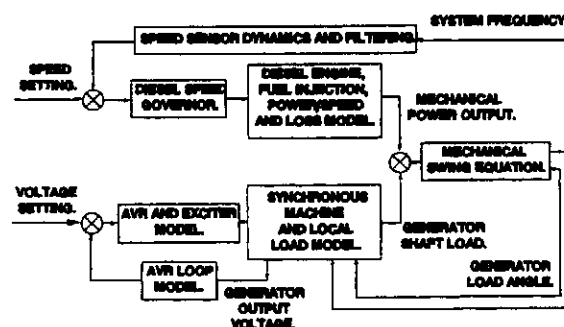 SYSTEM FREQUENCY
SPEED SENSOR DYNAMICS AND FILTERING.
SPEED
SETTING.
DIESEL SPEED
GOVERNOR.
DIESEL ENGINE,
FUEL INJECTION,
POWER/SPEED
AND LOSS MODEL.
MECHANICAL
POWER OUTPUT.
MECHANICAL
SWING EQUATION.
VOLTAGE
SETTING.
AVR AND EXCITER
MODEL.
SYNCHRONOUS
MACHINE
AND LOCAL
LOAD MODEL.
GENERATOR
SHAFT LOAD.
AVR LOOP
MODEL.
GENERATOR
OUTPUT
VOLTAGE.
GENERATOR
LOAD ANGLE.